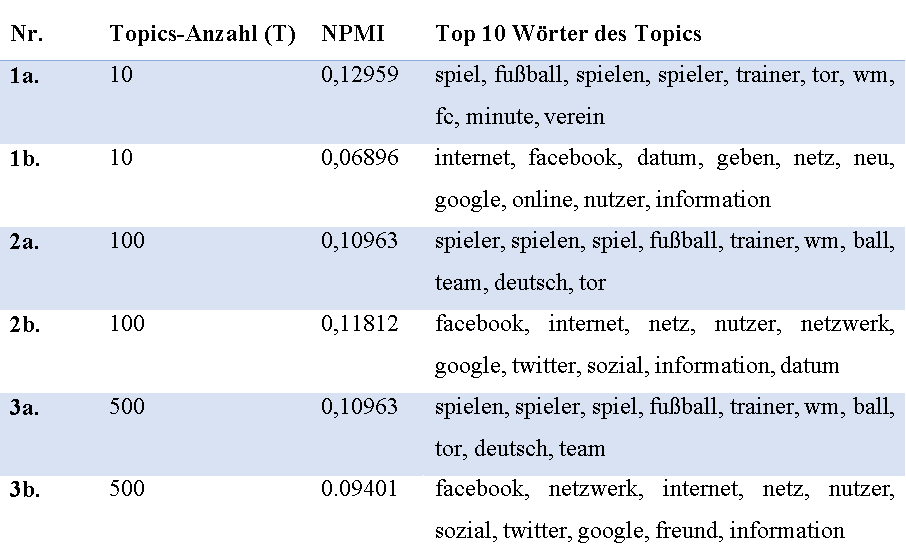 Nr. Topics-Anzahl (T) NPMI Top 10 Wörter des Topics
1a. 10 0,12959 spiel, fußball, spielen, spieler, trainer, tor, wm,
fc, minute, verein
1b. 10 0,06896 internet, facebook, datum, geben, netz, neu,
google, online, nutzer, information
2a. 100 0,10963 spieler, spielen, spiel, fußball, trainer, wm, ball,
team, deutsch, tor
2b. 100 0,11812 facebook, internet, netz, nutzer, netzwerk,
google, twitter, sozial, information, datum
3a. 500 0,10963 spielen, spieler, spiel, fußball, trainer, wm, ball,
tor, deutsch, team
3b. 500 0.09401 facebook, netzwerk, internet, netz, nutzer,
sozial, twitter, google, freund, information